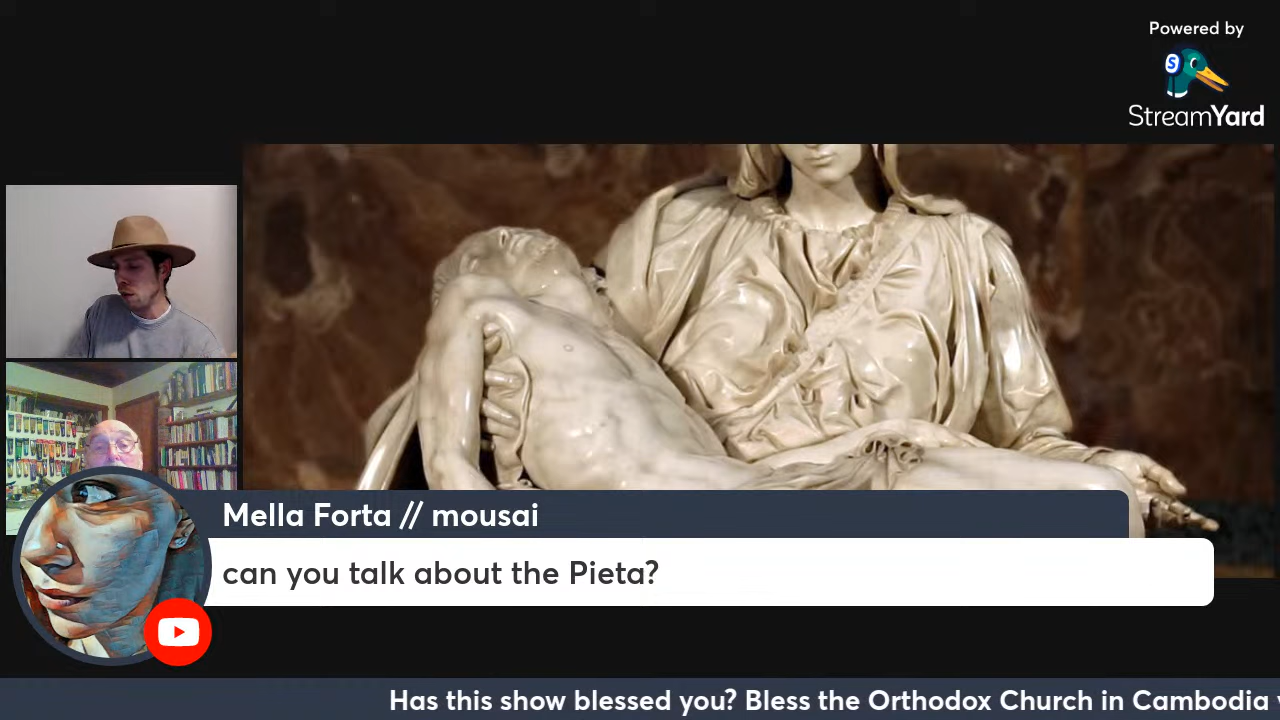 Powered by
StreamYard
Mella Forta // mousai
can you talk about the Pieta?
Has this show blessed you? Bless the Orthodox Church in Cambodia